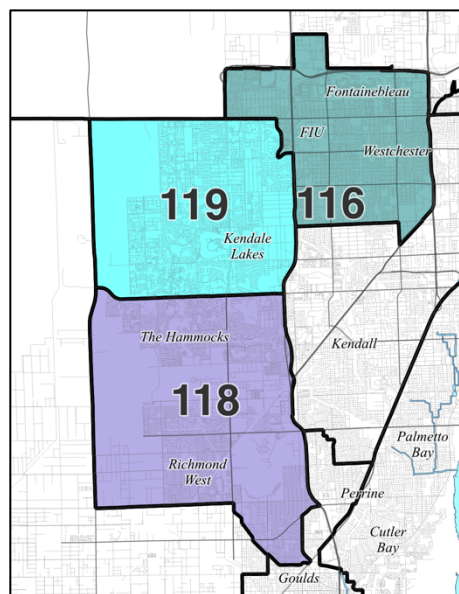 Fontainebleau
FIU
Westchester
119
116
Kendale
Lakes
The Hammocks
Kendall
118
Palmetto
Bay
Richmond
West
Perrine
Cutler
Bay
Goulds